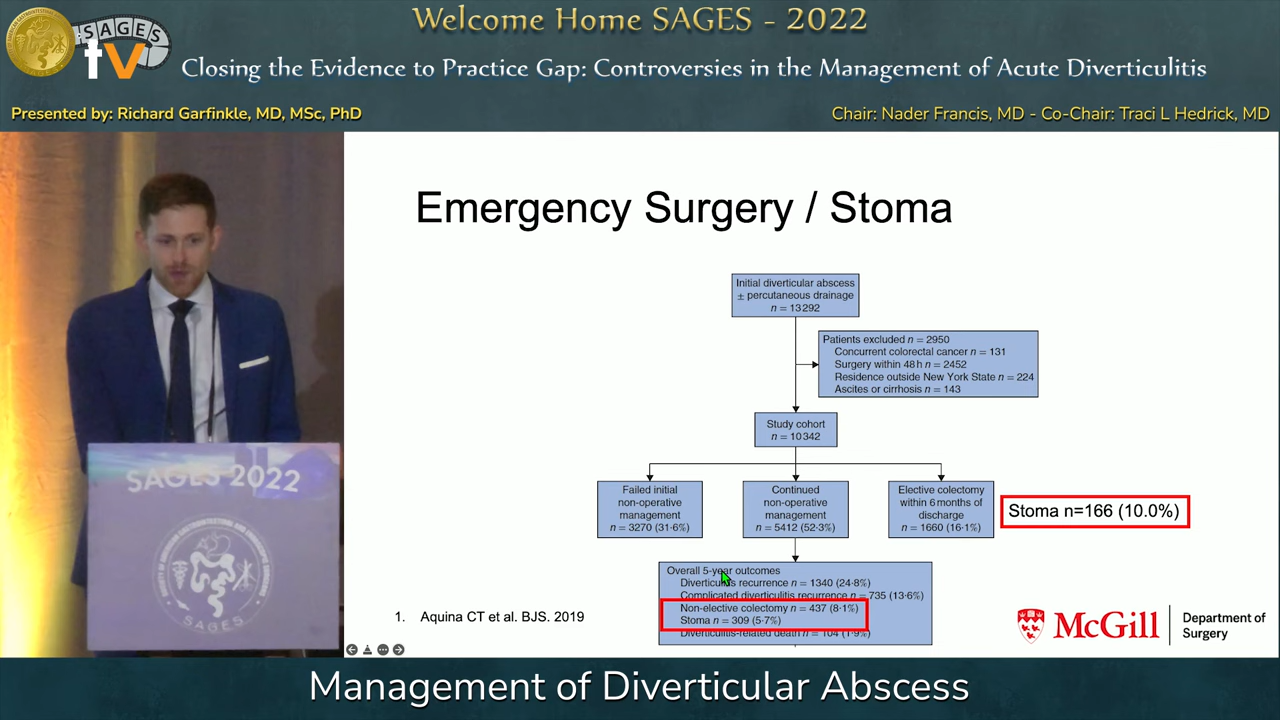 Welcome Home SAGES - 2022
SAGES
tv
Closing the Evidence to Practice Gap: Controversies in the Management of Acute Diverticulitis
Presented by: Richard Garfinkle, MD, MSc, PhD
Chair: Nader Francis, MD - Co-Chair: Traci L Hedrick, MD
Emergency Surgery / Stoma
Initial diverticular abscess
± percutaneous drainage
n = 13292
Patients excluded n = 2950
Concurrent colorectal cancer n = 131
Surgery within 48 h n = 2452
Residence outside New York State n = 224
Ascites or cirrhosis n = 143
Study cohort
n = 10342
Failed initial
non-operative
management
n = 3270 (31·6%)
Continued
non-operative
management
n = 5412 (52·3%)
Elective colectomy
within 6 months of
discharge
n = 1660 (16·1%)
Stoma n=166 (10.0%)
Overall 5-year outcomes
Diverticulitis recurrence n = 1340 (24·8%)
Complicated diverticulitis recurrence n = 735 (13·6%)
Non-elective colectomy n = 437 (8·1%)
Stoma n = 309 (5·7%)
Diverticulitis-related death n = 104 (1·9%)
1. Aquina CT et al. BJS. 2019
McGill
Department of
Surgery
SAGES 2022
SAGES
Management of Diverticular Abscess